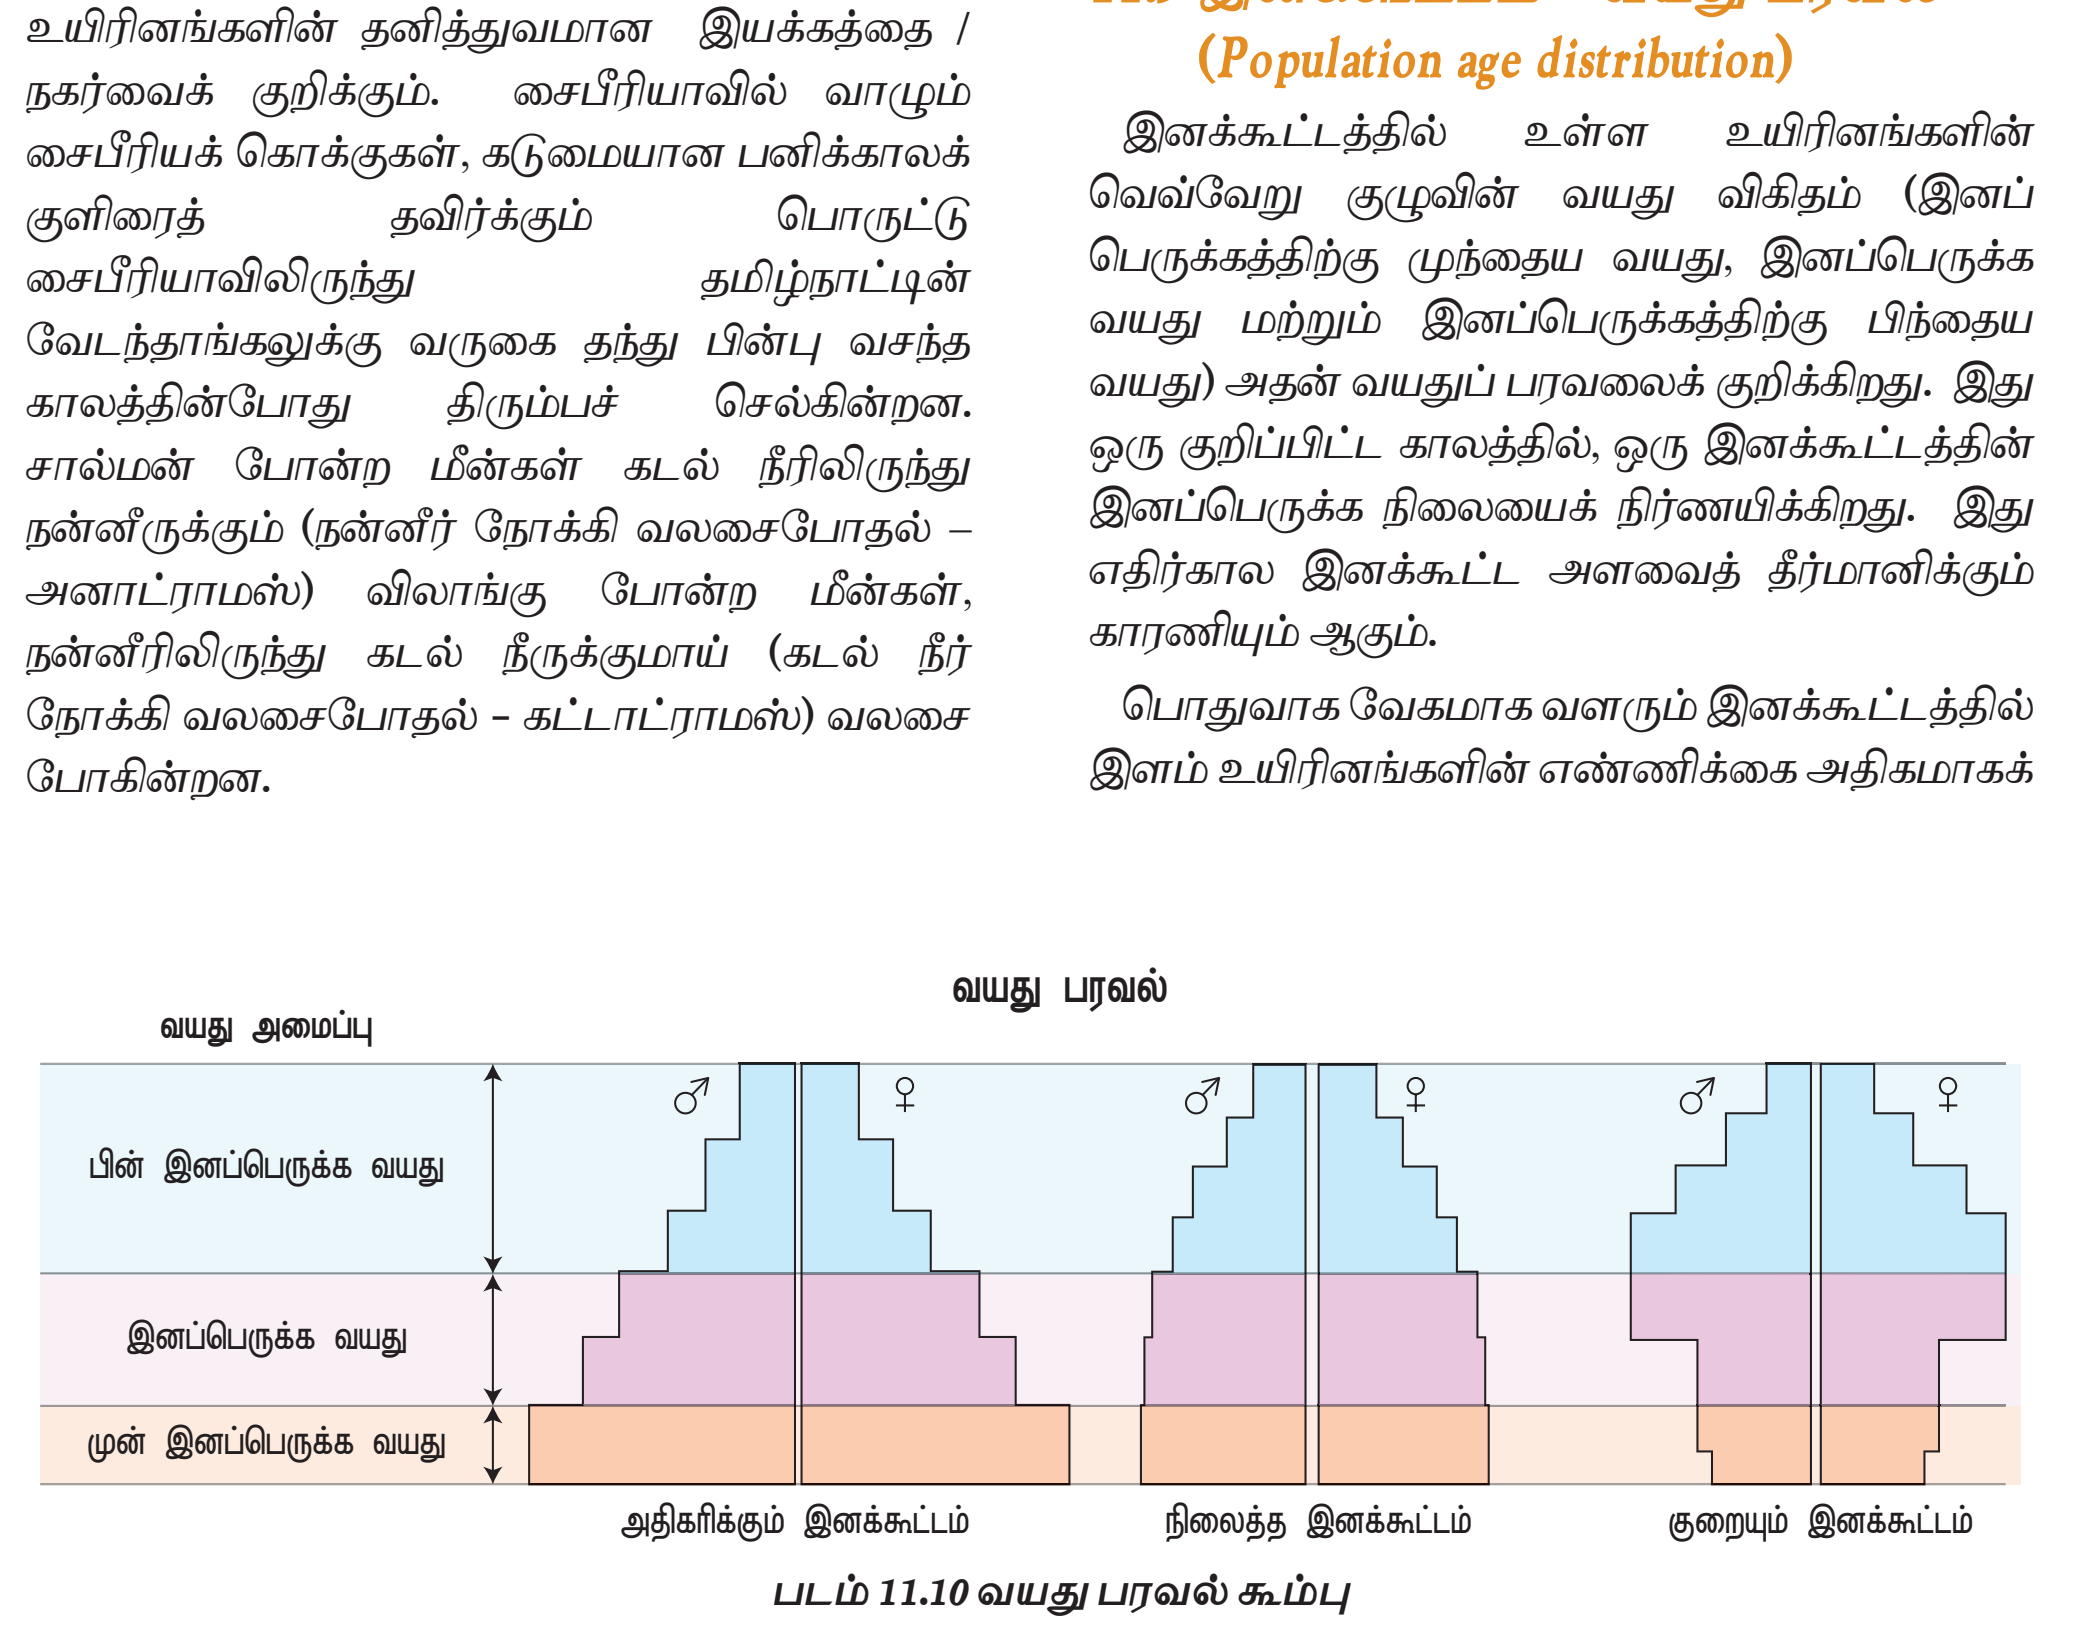 உயிரினங்களின் தனித்துவமான இயக்கத்தை /
நகர்வைக் குறிக்கும். சைபீரியாவில் வாழும்
சைபீரியக் கொக்குகள், கடுமையான பனிக்காலக்
குளிரைத் தவிர்க்கும் பொருட்டு
சைபீரியாவிலிருந்து தமிழ்நாட்டின்
வேடந்தாங்கலுக்கு வருகை தந்து பின்பு வசந்த
காலத்தின்போது திரும்பச் செல்கின்றன.
சால்மன் போன்ற மீன்கள் கடல் நீரிலிருந்து
நன்னீருக்கும் (நன்னீர் நோக்கி வலசைபோதல் –
அனாட்ராமஸ்) விலாங்கு போன்ற மீன்கள்,
நன்னீரிலிருந்து கடல் நீருக்குமாய் (கடல் நீர்
நோக்கி வலசைபோதல் – கட்டாட்ராமஸ்) வலசை
போகின்றன.
(Population age distribution)
இனக்கூட்டத்தில் உள்ள உயிரினங்களின்
வெவ்வேறு குழுவின் வயது விகிதம் (இனப்
பெருக்கத்திற்கு முந்தைய வயது, இனப்பெருக்க
வயது மற்றும் இனப்பெருக்கத்திற்கு பிந்தைய
வயது) அதன் வயதுப் பரவலைக் குறிக்கிறது. இது
ஒரு குறிப்பிட்ட காலத்தில், ஒரு இனக்கூட்டத்தின்
இனப்பெருக்க நிலையைக் நிர்ணயிக்கிறது. இது
எதிர்கால இனக்கூட்ட அளவைத் தீர்மானிக்கும்
காரணியும் ஆகும்.
பொதுவாக வேகமாக வளரும் இனக்கூட்டத்தில்
இளம் உயிரினங்களின் எண்ணிக்கை அதிகமாகக்
வயது பரவல்
வயது அமைப்பு
♂ ♀ ♂ ♀ ♂ ♀
பின் இனப்பெருக்க வயது
இனப்பெருக்க வயது
முன் இனப்பெருக்க வயது
அதிகரிக்கும் இனக்கூட்டம் நிலைத்த இனக்கூட்டம் குறையும் இனக்கூட்டம்
படம் 11.10 வயது பரவல் கூம்பு